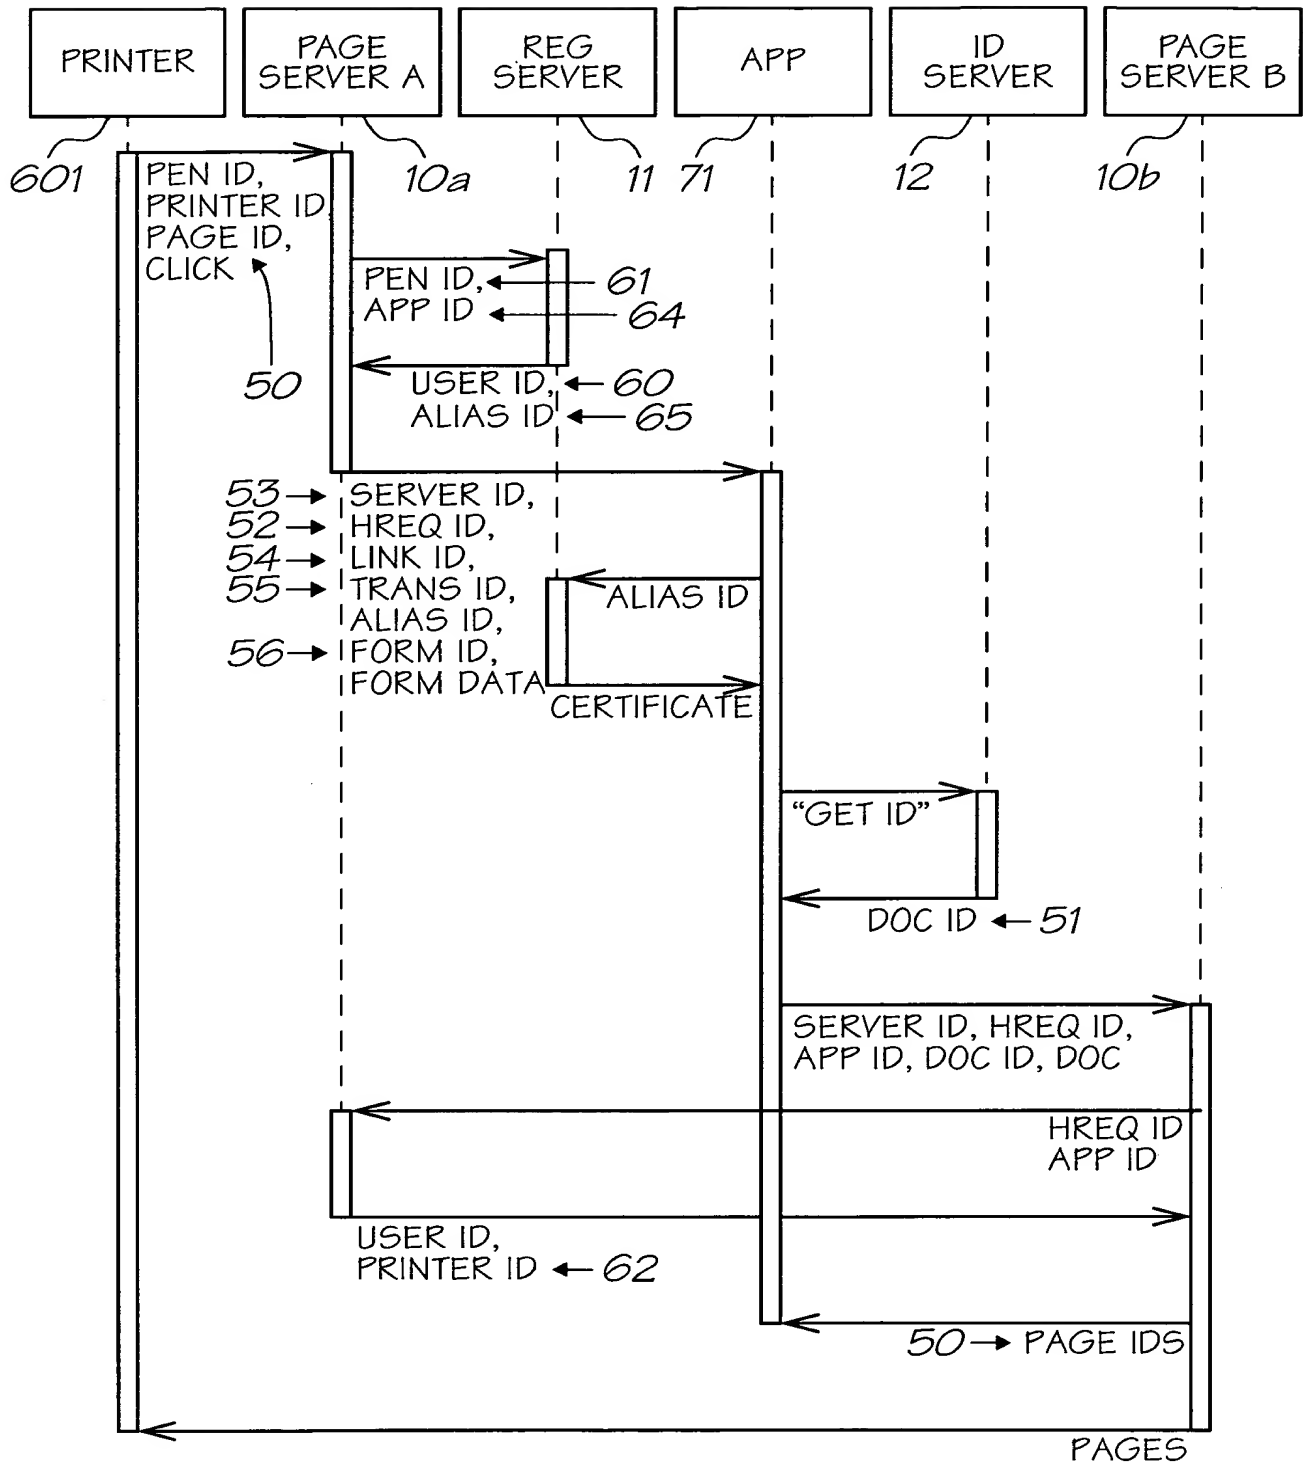 PRINTER
PAGE
SERVER A
REG
SERVER
APP
ID
SERVER
PAGE
SERVER B
601
10a
11
71
12
10b
PEN ID,
PRINTER ID
PAGE ID,
CLICK
50
PEN ID,
61
APP ID
64
USER ID,
60
ALIAS ID
65
53
SERVER ID,
52
HREQ ID,
54
LINK ID,
55
TRANS ID,
ALIAS ID,
56
FORM ID,
FORM DATA
ALIAS ID
CERTIFICATE
“GET ID”
DOC ID
51
SERVER ID, HREQ ID,
APP ID, DOC ID, DOC
HREQ ID
APP ID
USER ID,
PRINTER ID
62
50
PAGE IDS
PAGES